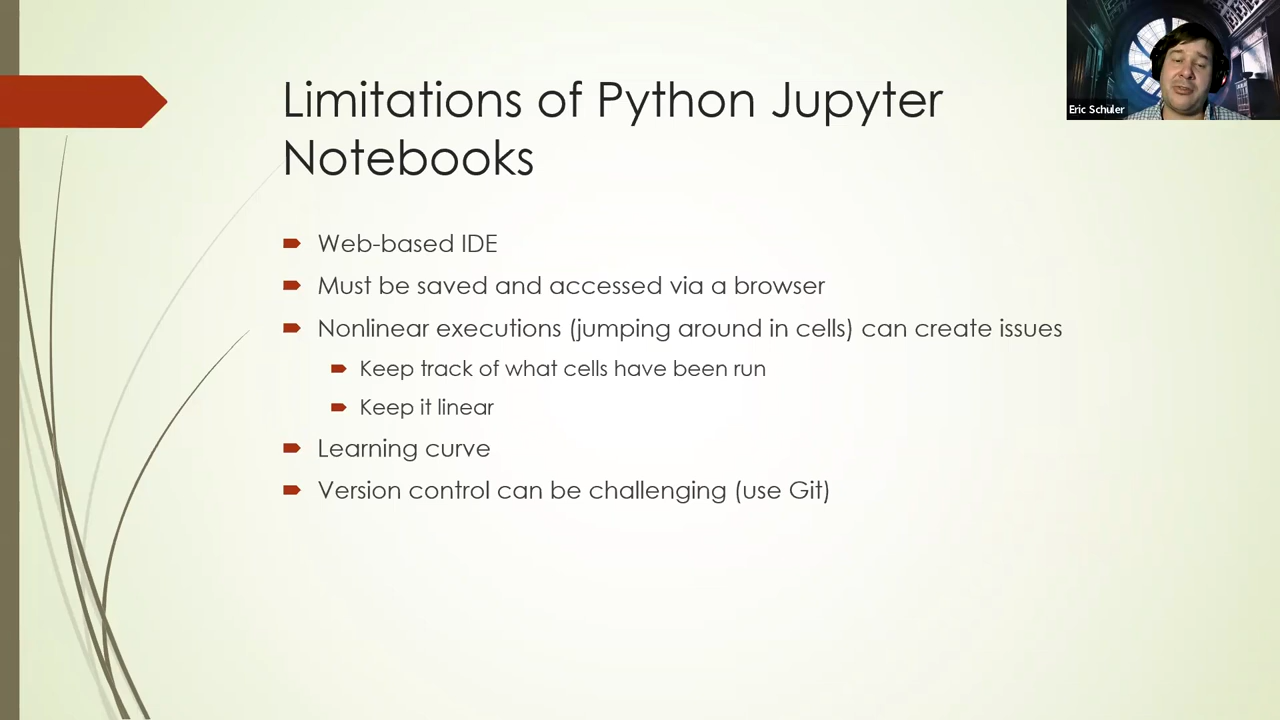 Limitations of Python Jupyter
Notebooks
Web-based IDE
Must be saved and accessed via a browser
Nonlinear executions (jumping around in cells) can create issues
Keep track of what cells have been run
Keep it linear
Learning curve
Version control can be challenging (use Git)
Eric Schuler